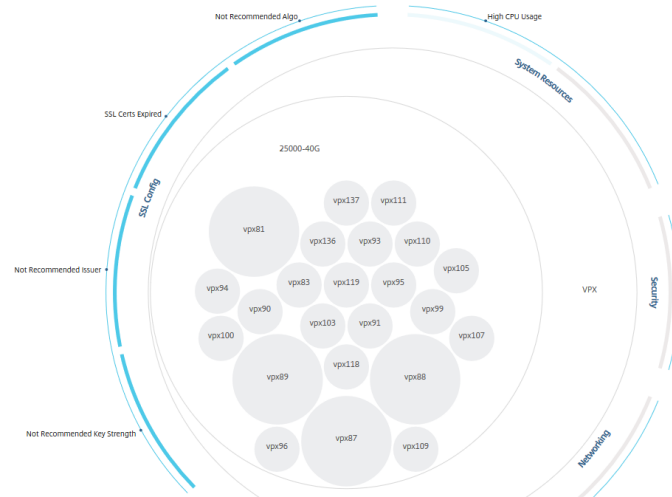 Not Recommended Algo
High CPU Usage
System Resources
SSL Certs Expired
25000-40G
SSL Config
vpx137
vpx111
vpx81
vpx136
vpx93
vpx110
vpx105
vpx94
vpx83
vpx119
vpx95
VPX
Security
Not Recommended Issuer
vpx90
vpx99
vpx103
vpx91
vpx100
vpx107
vpx118
vpx89
vpx88
Not Recommended Key Strength
vpx87
vpx96
vpx109
Networking